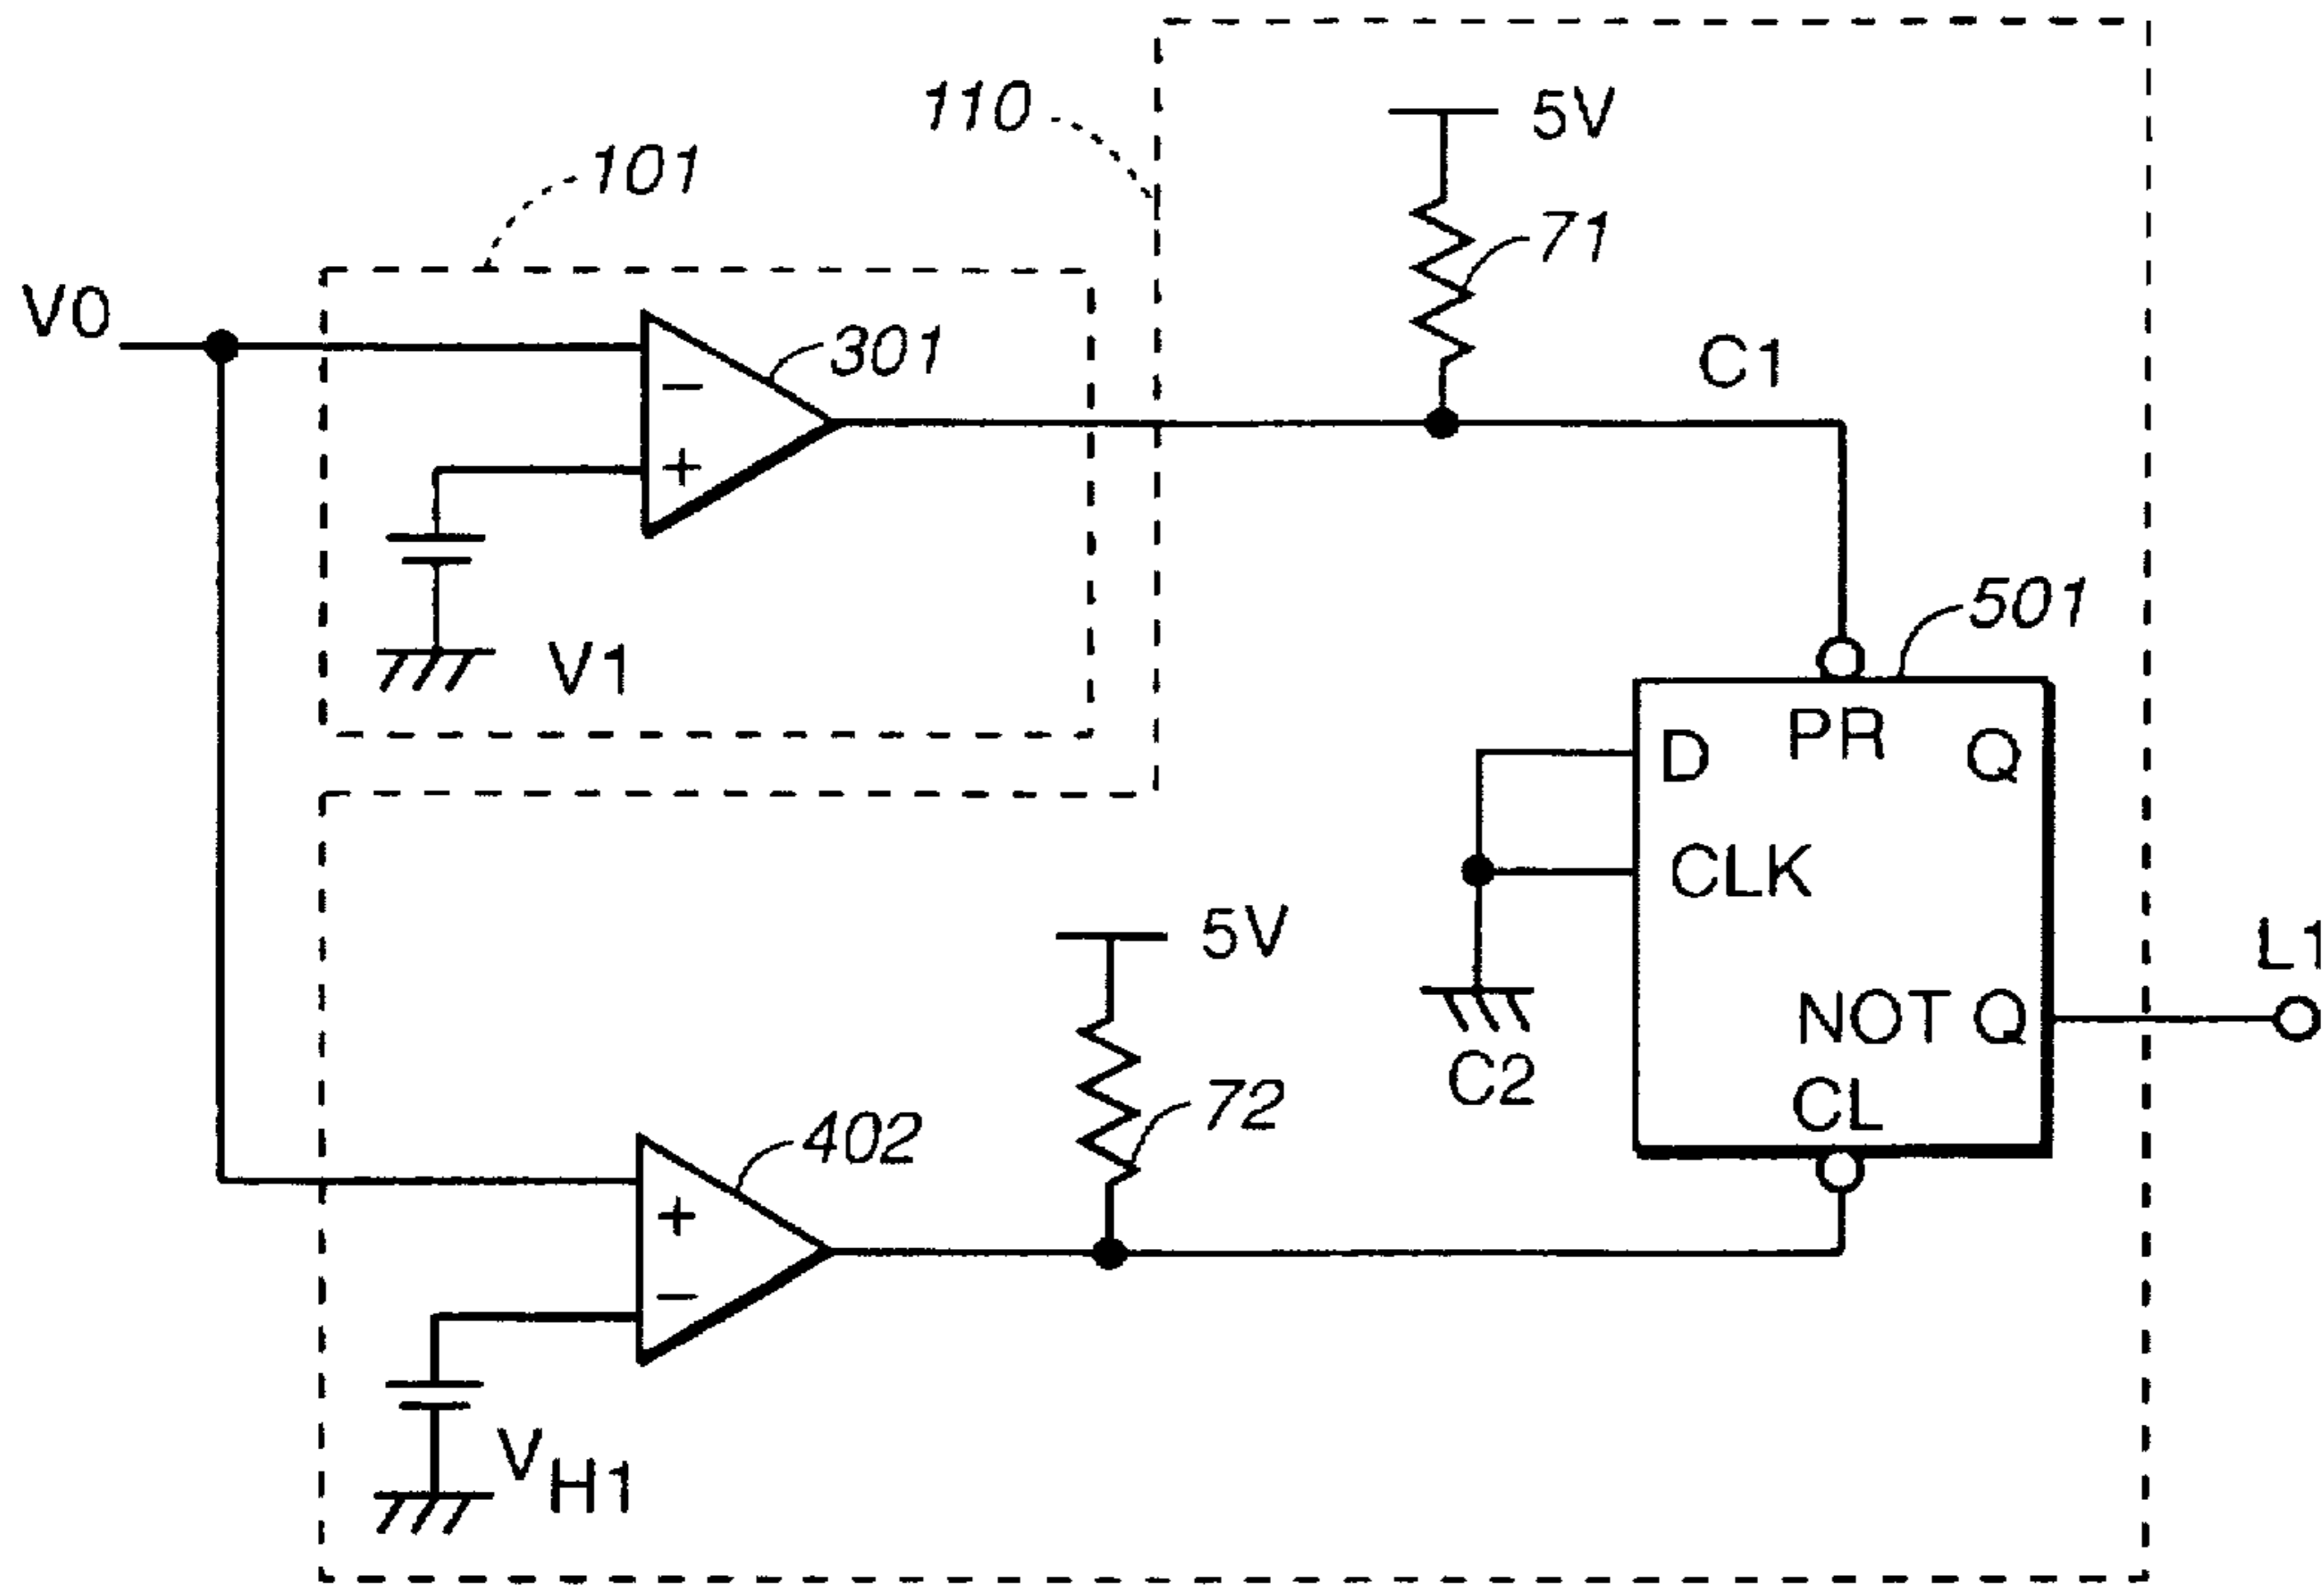 110
5V
101
71
V0
301
C1
−
+
V1
501
D
PR
Q
CLK
5V
L1
NOT Q
C2
CL
72
402
+
−
VH1